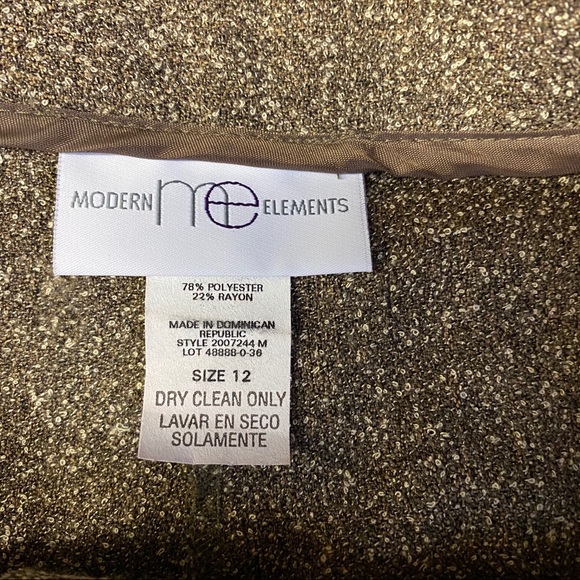 MODERN me ELEMENTS
78% POLYESTER
22% RAYON
MADE IN DOMINICAN
REPUBLIC
STYLE 2007244 M
LOT 48888-0-36
SIZE 12
DRY CLEAN ONLY
LAVAR EN SECO
SOLAMENTE